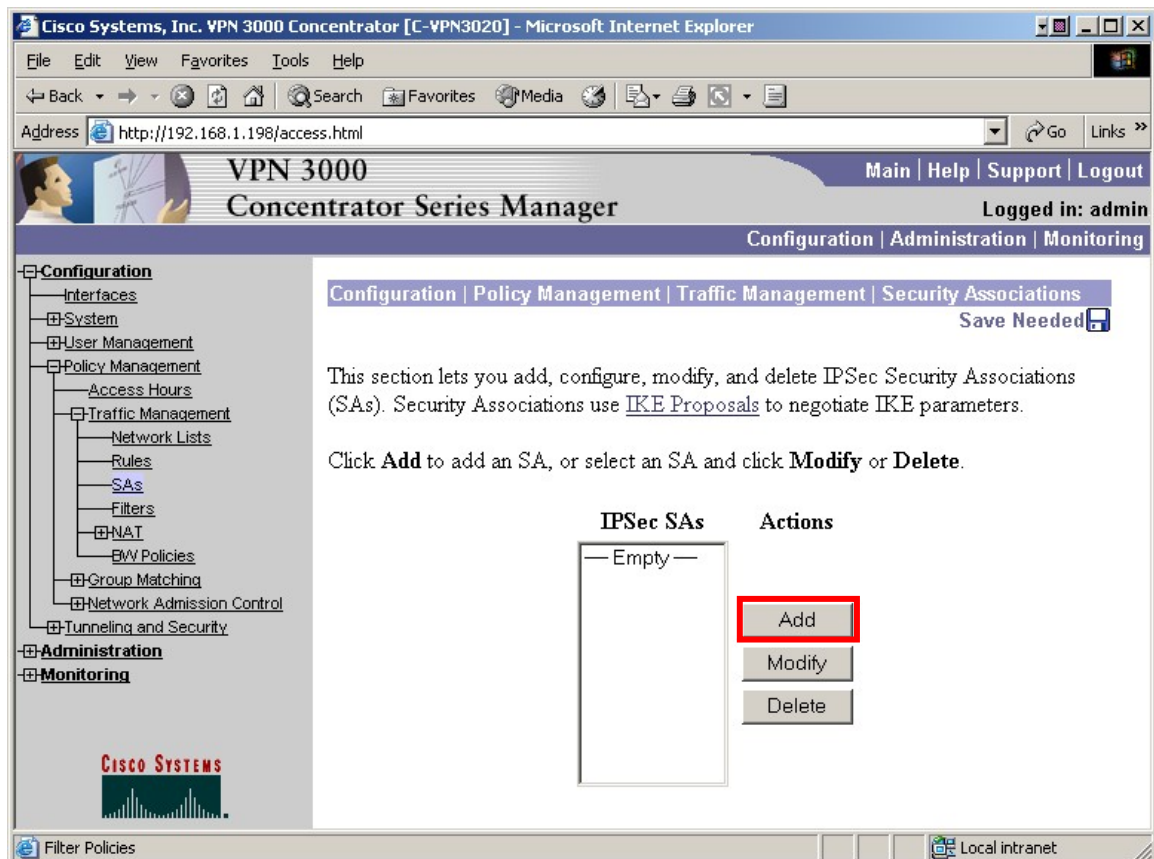 Cisco Systems, Inc. VPN 3000 Concentrator [C-VPN3020] - Microsoft Internet Explorer
File Edit View Favorites Tools Help
Back Search Favorites Media
Address http://192.168.1.198/access.html Go Links »
VPN 3000
Concentrator Series Manager
Main | Help | Support | Logout
Logged in: admin
Configuration | Administration | Monitoring
Configuration
Interfaces
System
User Management
Policy Management
Access Hours
Traffic Management
Network Lists
Rules
SAs
Filters
NAT
BW Policies
Group Matching
Network Admission Control
Tunneling and Security
Administration
Monitoring
CISCO SYSTEMS
Configuration | Policy Management | Traffic Management | Security Associations
Save Needed
This section lets you add, configure, modify, and delete IPSec Security Associations
(SAs). Security Associations use IKE Proposals to negotiate IKE parameters.
Click Add to add an SA, or select an SA and click Modify or Delete.
IPSec SAs Actions
— Empty —
Add
Modify
Delete
Filter Policies Local intranet